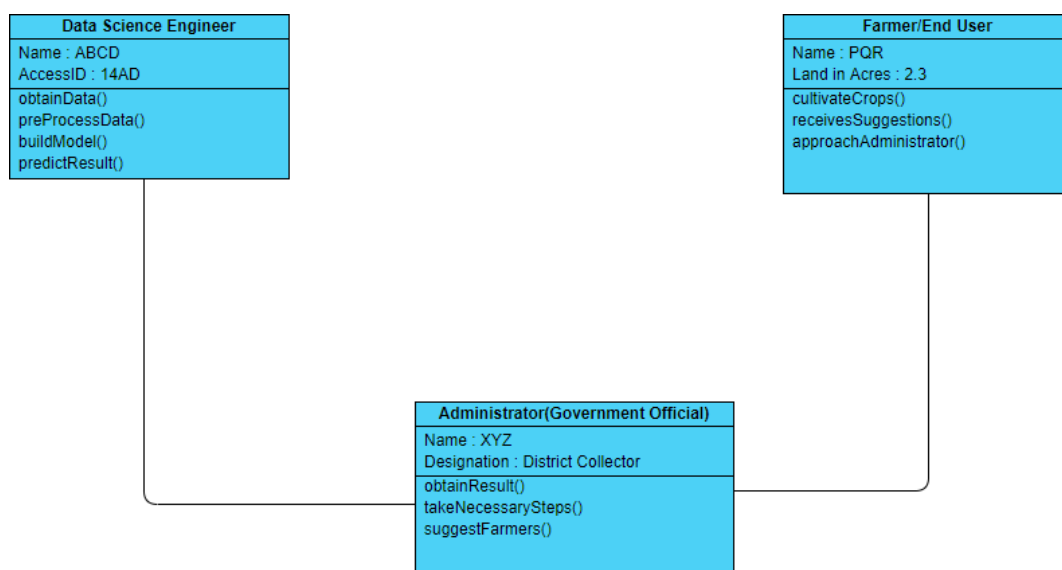 Data Science Engineer
Name : ABCD
AccessID : 14AD
obtainData()
preProcessData()
buildModel()
predictResult()
Farmer/End User
Name : PQR
Land in Acres : 2.3
cultivateCrops()
receivesSuggestions()
approachAdministrator()
Administrator(Government Official)
Name : XYZ
Designation : District Collector
obtainResult()
takeNecessarySteps()
suggestFarmers()